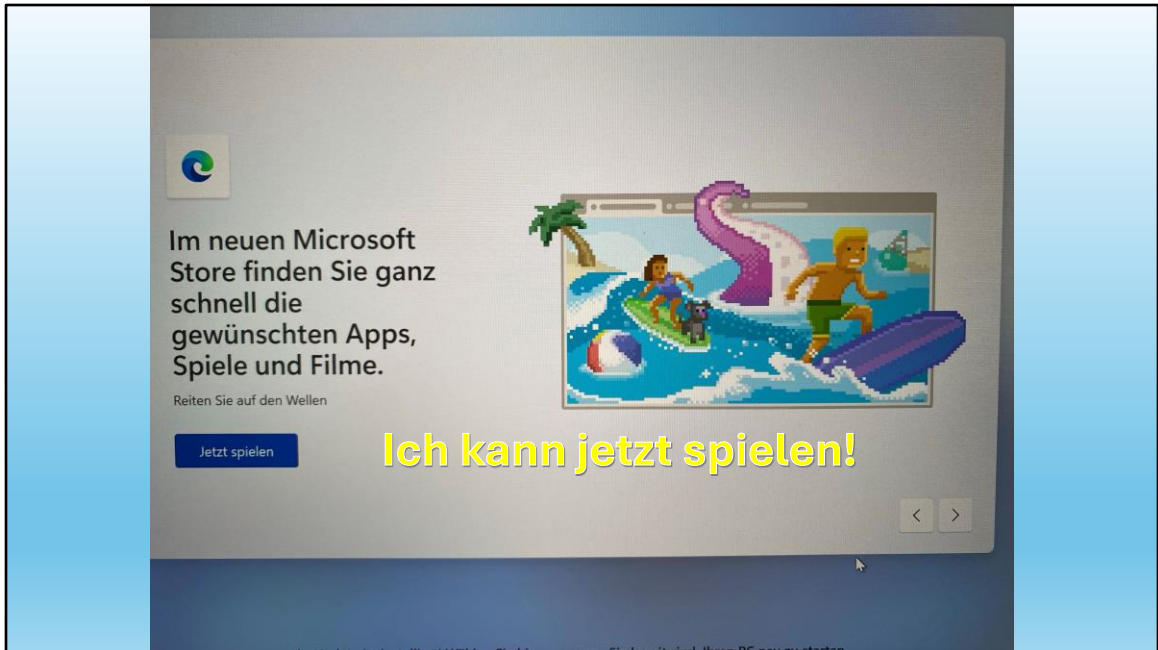 Im neuen Microsoft
Store finden Sie ganz
schnell die
gewünschten Apps,
Spiele und Filme.
Reiten Sie auf den Wellen
Jetzt spielen
Ich kann jetzt spielen!